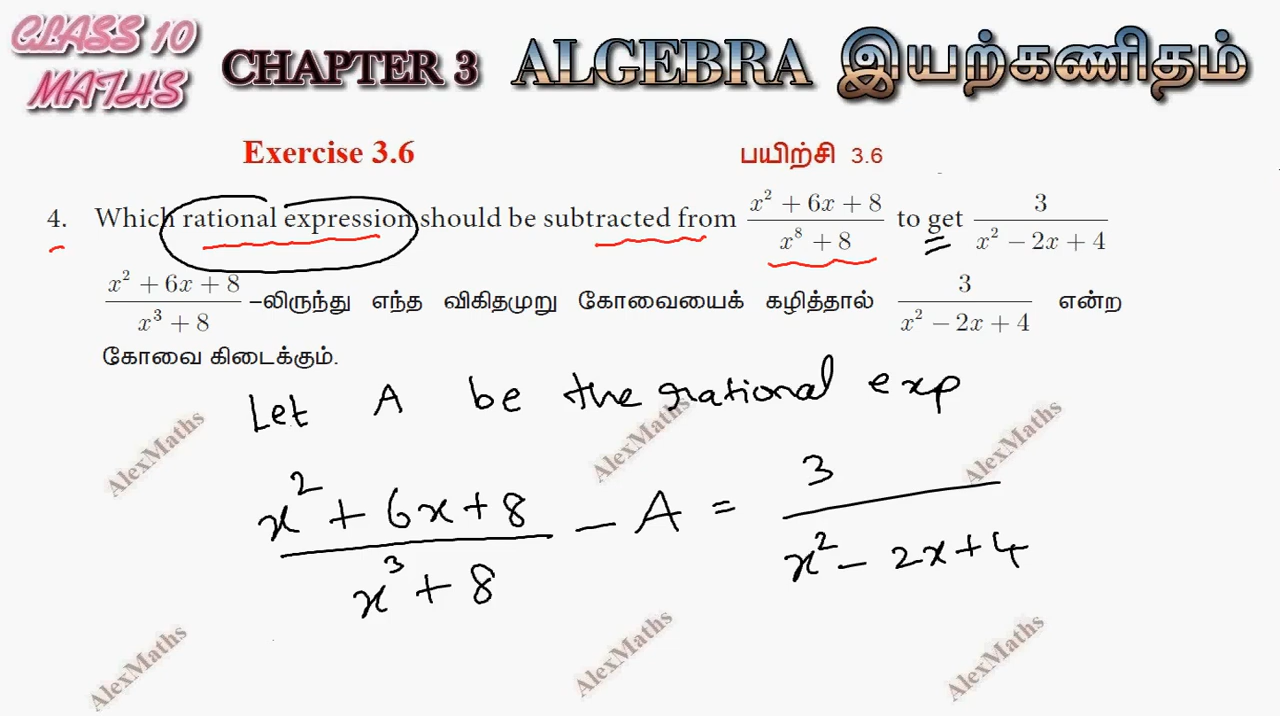 CLASS 10
MATHS
CHAPTER 3 ALGEBRA இயற்கணிதம்
Exercise 3.6 பயிற்சி 3.6
4. Which rational expression should be subtracted from (x² + 6x + 8)/(x⁸ + 8) to get 3/(x² − 2x + 4)
(x² + 6x + 8)/(x³ + 8) –லிருந்து எந்த விகிதமுறு கோவையைக் கழித்தால் 3/(x² − 2x + 4) என்ற
கோவை கிடைக்கும்.
Let A be the rational exp
(x² + 6x + 8)/(x³ + 8) − A = 3/(x² − 2x + 4)
AlexMaths
AlexMaths
AlexMaths
AlexMaths
AlexMaths
AlexMaths